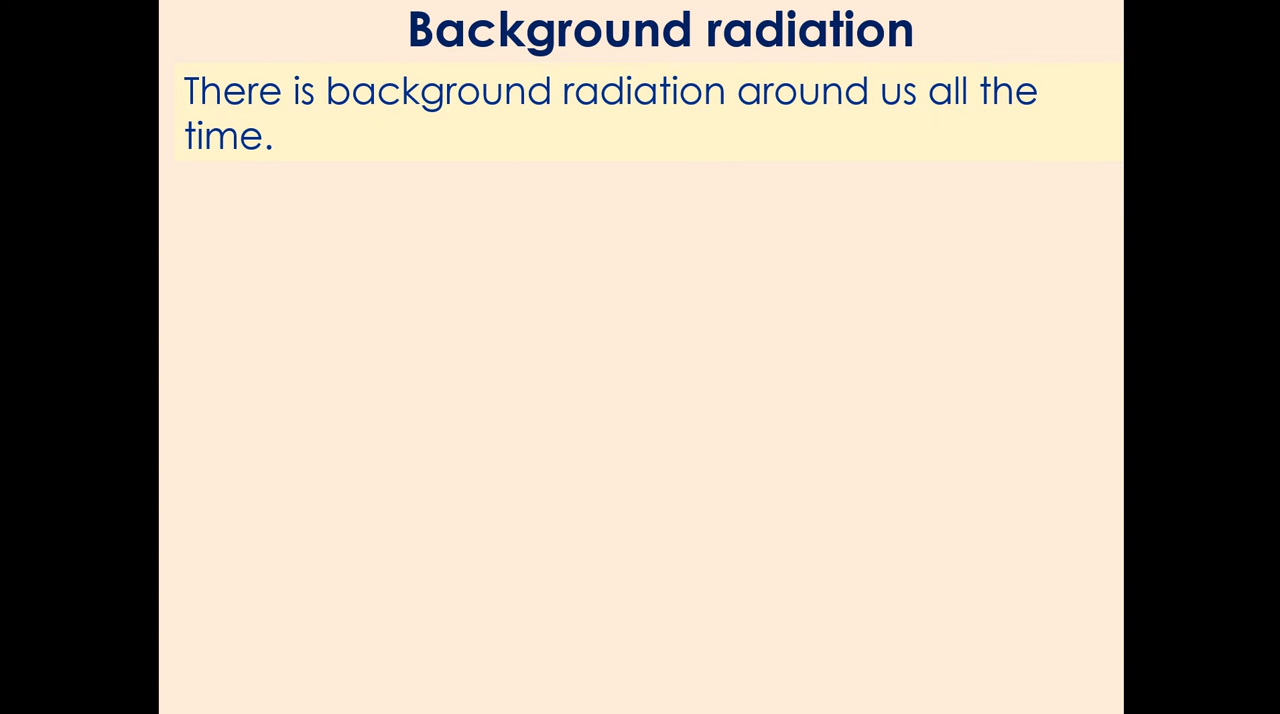 Background radiation
There is background radiation around us all the
time.